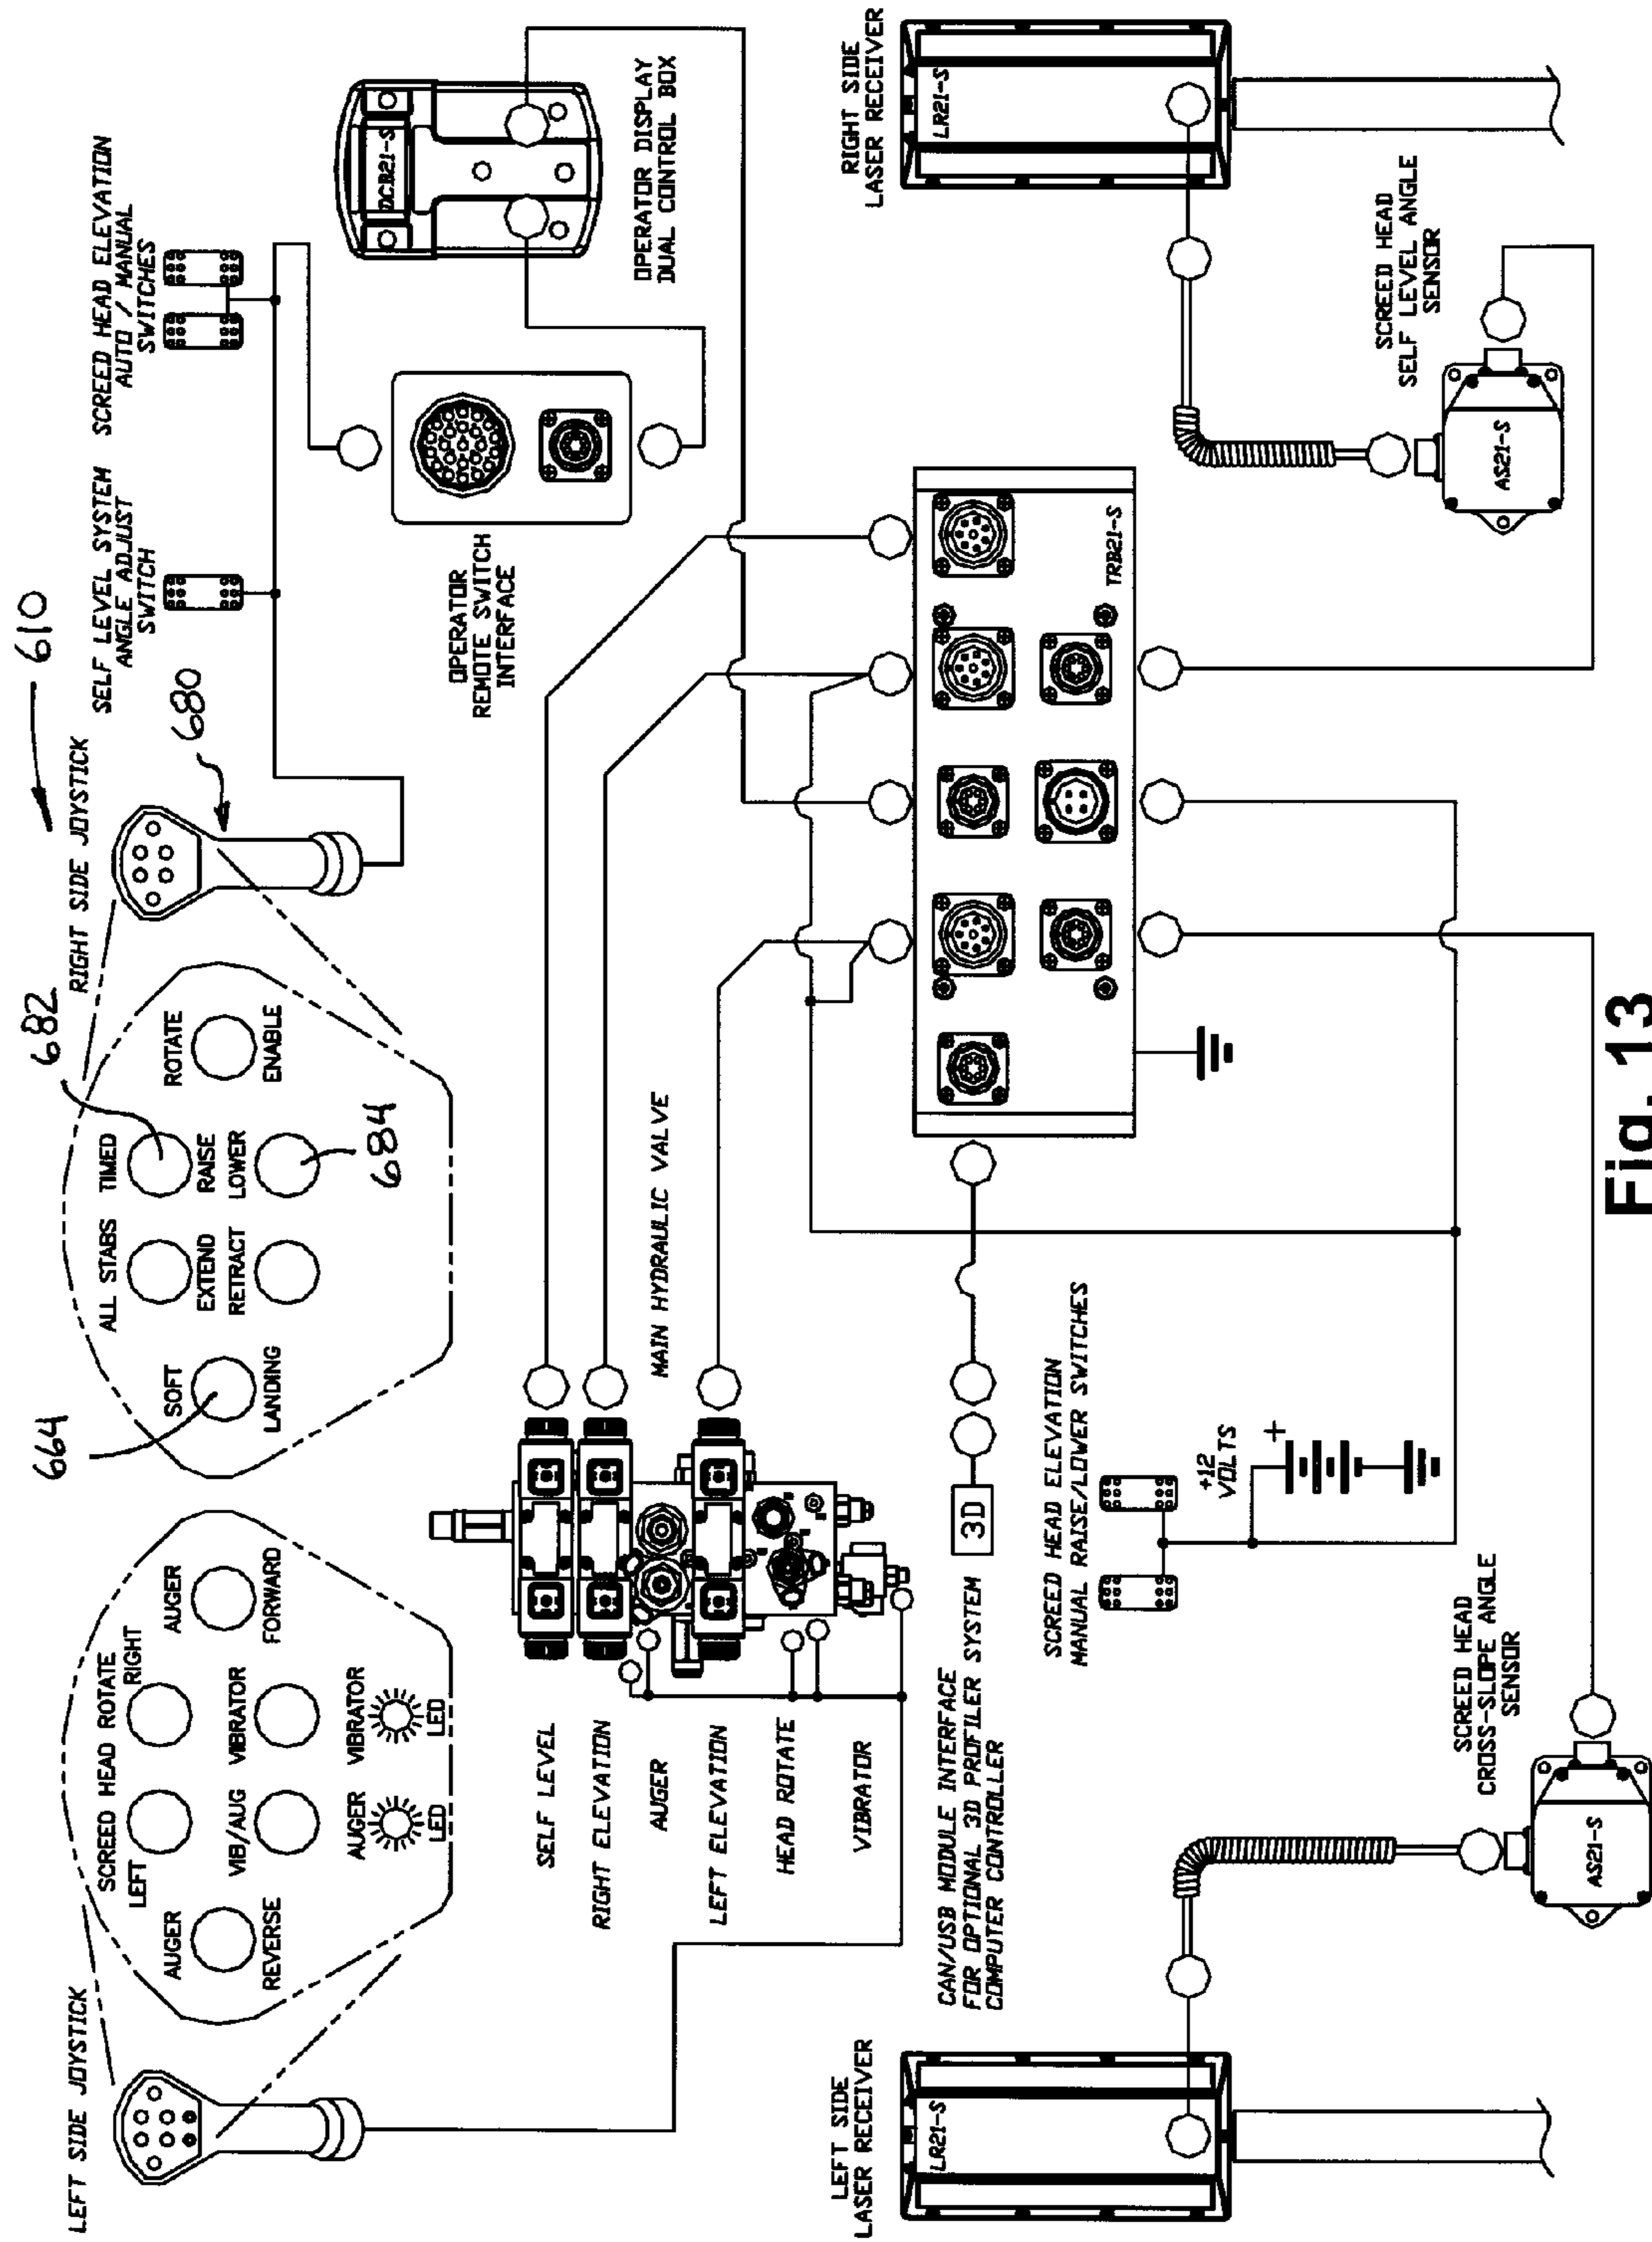 610
LEFT SIDE JOYSTICK
AUGER
REVERSE
SCREED HEAD ROTATE
LEFT
RIGHT
VIB/AUG
VIBRATOR
AUGER
LED
VIBRATOR
LED
AUGER
FORWARD
664
SOFT
LANDING
ALL STABS
EXTEND
RETRACT
682
TIMED
RAISE
LOWER
684
ROTATE
ENABLE
RIGHT SIDE JOYSTICK
680
SELF LEVEL SYSTEM
ANGLE ADJUST
SWITCH
SCREED HEAD ELEVATION
AUTO / MANUAL
SWITCHES
OPERATOR
REMOTE SWITCH
INTERFACE
DCB21-S
OPERATOR DISPLAY
DUAL CONTROL BOX
SELF LEVEL
RIGHT ELEVATION
AUGER
LEFT ELEVATION
HEAD ROTATE
VIBRATOR
MAIN HYDRAULIC VALVE
LEFT SIDE
LASER RECEIVER
LR21-S
CAN/USB MODULE INTERFACE
FOR OPTIONAL 3D PROFILER SYSTEM
COMPUTER CONTROLLER
3D
TRB21-S
RIGHT SIDE
LASER RECEIVER
LR21-S
SCREED HEAD ELEVATION
MANUAL RAISE/LOWER SWITCHES
+12
VOLTS
+
SCREED HEAD
SELF LEVEL ANGLE
SENSOR
AS21-S
SCREED HEAD
CROSS-SLOPE ANGLE
SENSOR
AS21-S
Fig. 13